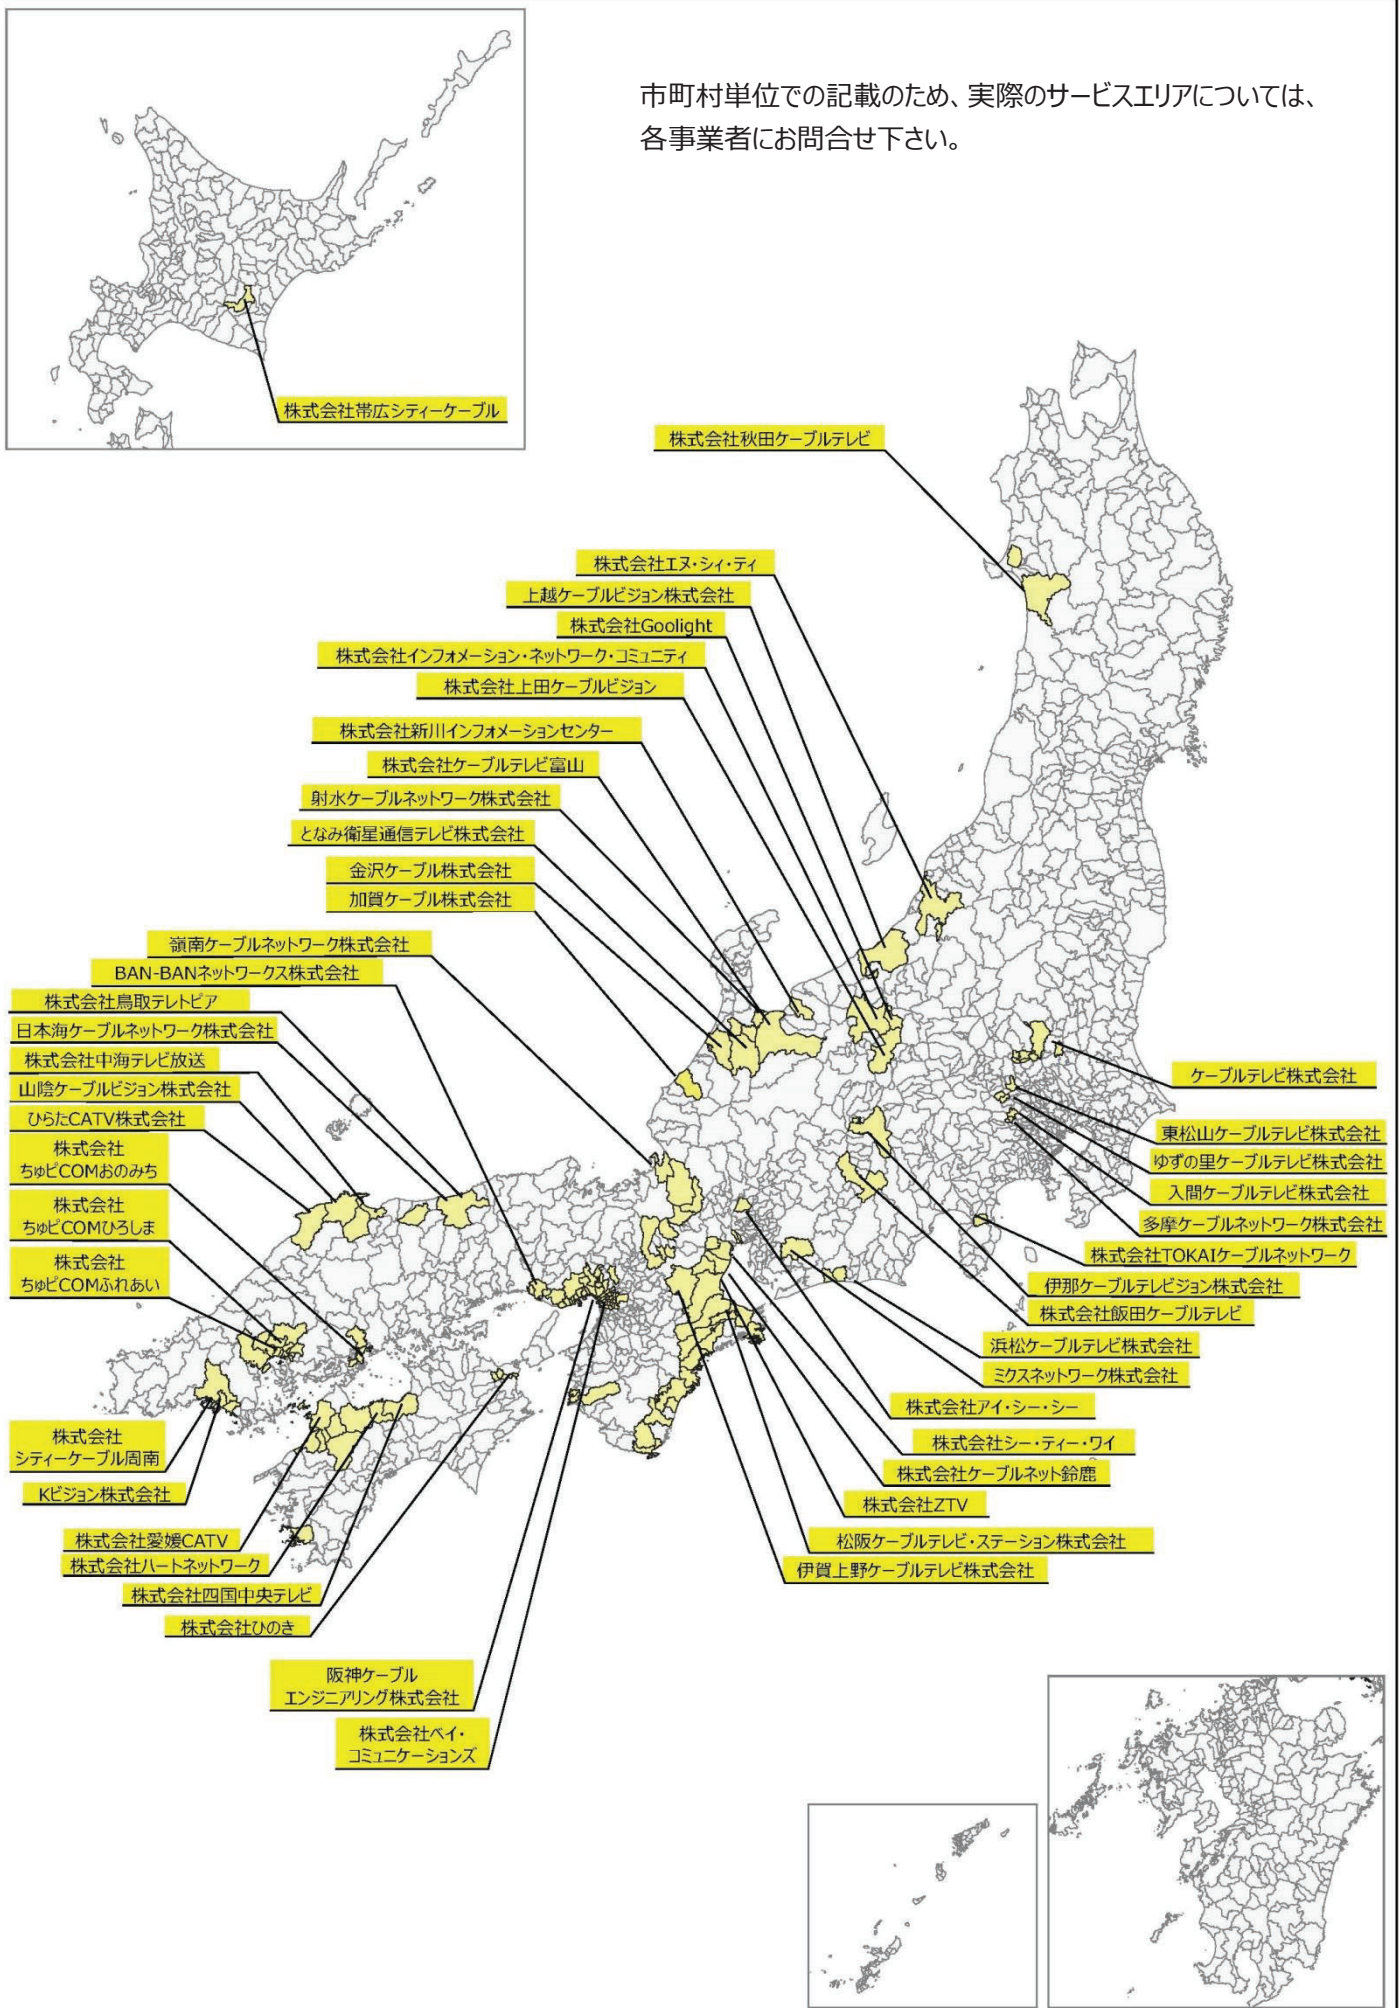 市町村単位での記載のため、実際のサービスエリアについては、
各事業者にお問合せ下さい。
株式会社帯広シティーケーブル
株式会社秋田ケーブルテレビ
株式会社エヌ・シィ・ティ
上越ケーブルビジョン株式会社
株式会社Goolight
株式会社インフォメーション・ネットワーク・コミュニティ
株式会社上田ケーブルビジョン
株式会社新川インフォメーションセンター
株式会社ケーブルテレビ富山
射水ケーブルネットワーク株式会社
となみ衛星通信テレビ株式会社
金沢ケーブル株式会社
加賀ケーブル株式会社
嶺南ケーブルネットワーク株式会社
BAN-BANネットワークス株式会社
株式会社鳥取テレトピア
日本海ケーブルネットワーク株式会社
株式会社中海テレビ放送
山陰ケーブルビジョン株式会社
ひらたCATV株式会社
株式会社
ちゅピCOMおのみち
株式会社
ちゅピCOMひろしま
株式会社
ちゅピCOMふれあい
株式会社
シティーケーブル周南
Kビジョン株式会社
株式会社愛媛CATV
株式会社ハートネットワーク
株式会社四国中央テレビ
株式会社ひのき
阪神ケーブル
エンジニアリング株式会社
株式会社ベイ・
コミュニケーションズ
ケーブルテレビ株式会社
東松山ケーブルテレビ株式会社
ゆずの里ケーブルテレビ株式会社
入間ケーブルテレビ株式会社
多摩ケーブルネットワーク株式会社
株式会社TOKAIケーブルネットワーク
伊那ケーブルテレビジョン株式会社
株式会社飯田ケーブルテレビ
浜松ケーブルテレビ株式会社
ミクスネットワーク株式会社
株式会社アイ・シー・シー
株式会社シー・ティー・ワイ
株式会社ケーブルネット鈴鹿
株式会社ZTV
松阪ケーブルテレビ・ステーション株式会社
伊賀上野ケーブルテレビ株式会社